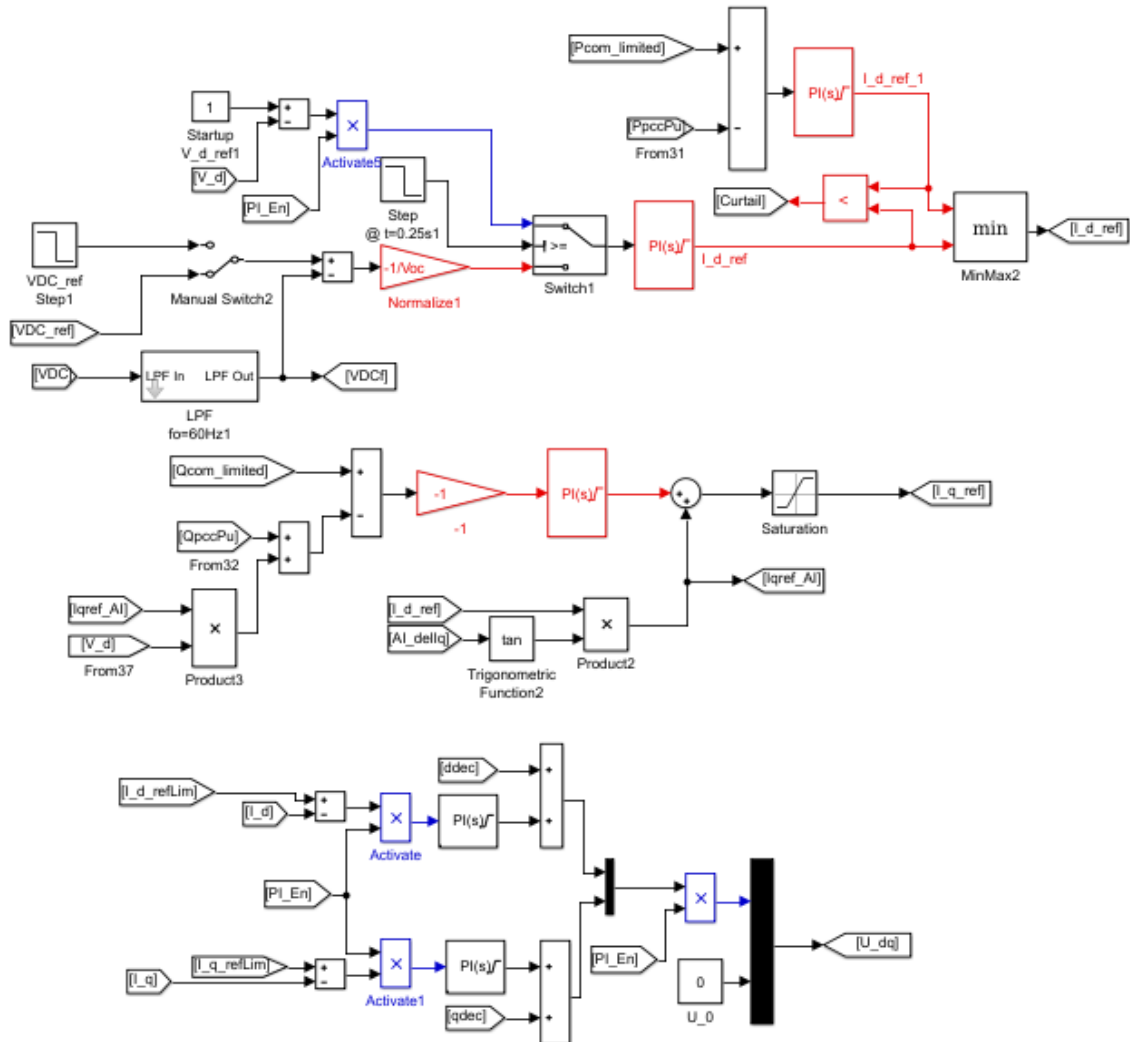 [Pcom_limited]
+
PI(s)
I_d_ref_1
1
+
−
×
Startup
V_d_ref1
[V_d]
Activate5
[PpccPu]
−
From31
[PI_En]
Step
@ t=0.25s1
[Curtail]
<
min
[I_d_ref]
MinMax2
>=
Switch1
PI(s)
I_d_ref
VDC_ref
Step1
Manual Switch2
+
−
-1/Voc
Normalize1
[VDC_ref]
[VDC]
LPF In
LPF Out
[VDCf]
LPF
fo=60Hz1
[Qcom_limited]
+
−
-1
-1
PI(s)
+
+
Saturation
[I_q_ref]
[QpccPu]
From32
+
+
[Iqref_AI]
[Iqref_AI]
[V_d]
From37
×
Product3
[I_d_ref]
[AI_delIq]
tan
Trigonometric
Function2
×
Product2
[ddec]
+
+
[I_d_refLim]
[I_d]
+
−
×
Activate
PI(s)
[PI_En]
×
[U_dq]
[I_q_refLim]
[I_q]
+
−
×
Activate1
PI(s)
+
+
[qdec]
[PI_En]
0
U_0